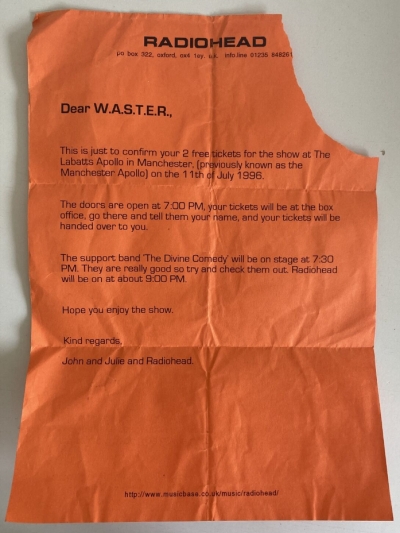 RADIOHEAD
po box 322, oxford, ox4 1ey. u.k. info.line 01235 848261
Dear W.A.S.T.E.R.,
This is just to confirm your 2 free tickets for the show at The
Labatts Apollo in Manchester, (previously known as the
Manchester Apollo) on the 11th of July 1996.
The doors are open at 7:00 PM, your tickets will be at the box
office, go there and tell them your name, and your tickets will be
handed over to you.
The support band 'The Divine Comedy' will be on stage at 7:30
PM. They are really good so try and check them out. Radiohead
will be on at about 9:00 PM.
Hope you enjoy the show.
Kind regards,
John and Julie and Radiohead.
http://www.musicbase.co.uk/music/radiohead/